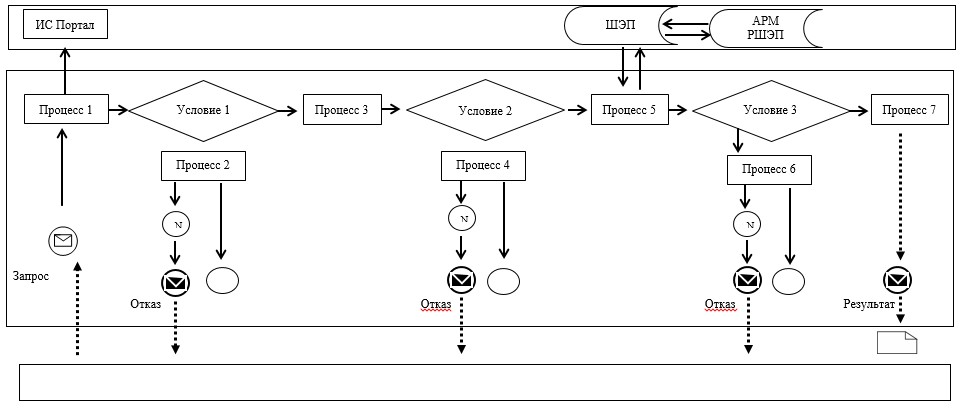 ИС Портал
ШЭП
АРМ
РШЭП
Процесс 1
Условие 1
Процесс 3
Условие 2
Процесс 5
Условие 3
Процесс 7
Процесс 2
Процесс 4
Процесс 6
N
N
N
Запрос
Отказ
Отказ
Отказ
Результат